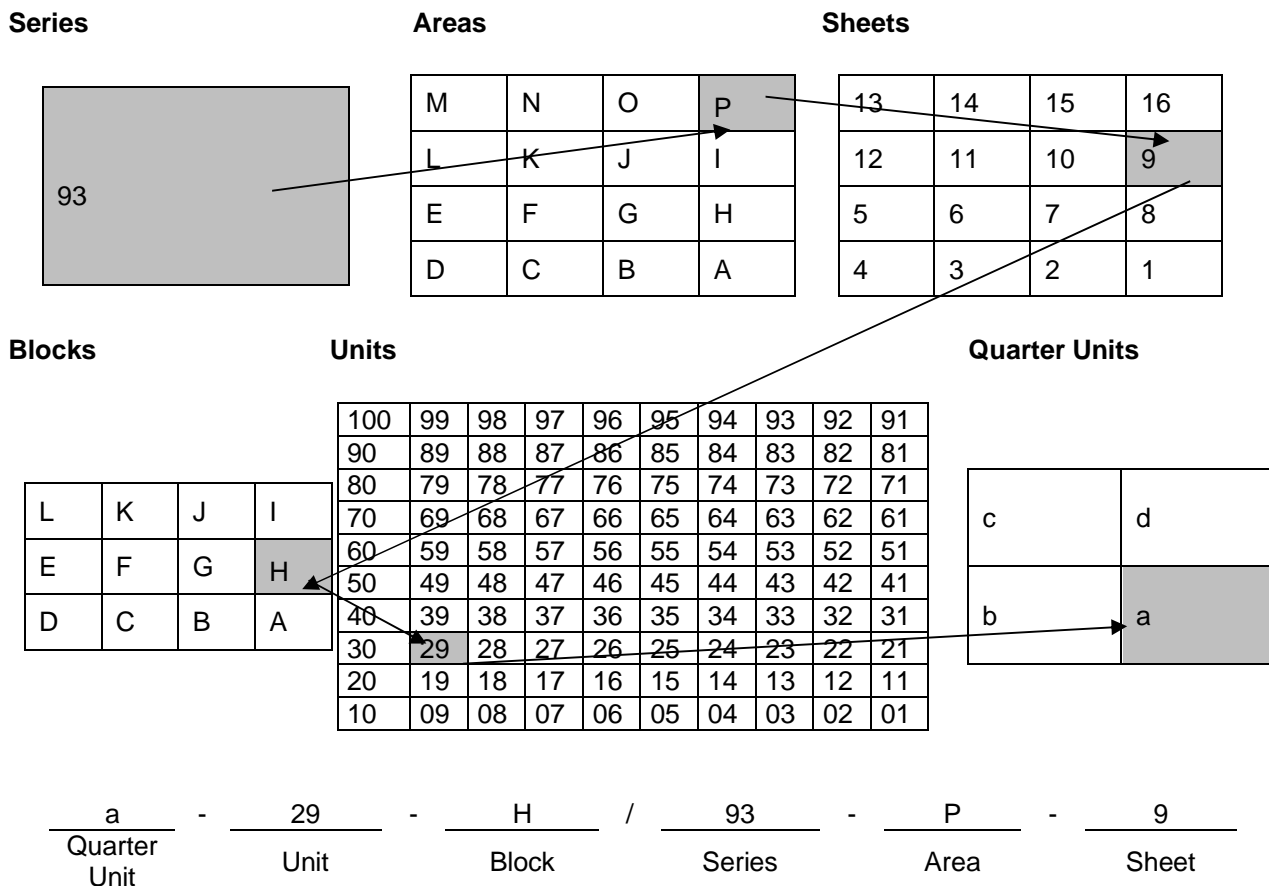 Series Areas Sheets
93
M N O P
L K J I
E F G H
D C B A
13 14 15 16
12 11 10 9
5 6 7 8
4 3 2 1
Blocks Units Quarter Units
L K J I
E F G H
D C B A
100 99 98 97 96 95 94 93 92 91
90 89 88 87 86 85 84 83 82 81
80 79 78 77 76 75 74 73 72 71
70 69 68 67 66 65 64 63 62 61
60 59 58 57 56 55 54 53 52 51
50 49 48 47 46 45 44 43 42 41
40 39 38 37 36 35 34 33 32 31
30 29 28 27 26 25 24 23 22 21
20 19 18 17 16 15 14 13 12 11
10 09 08 07 06 05 04 03 02 01
c d
b a
a - 29 - H / 93 - P - 9
Quarter Unit Unit Block Series Area Sheet